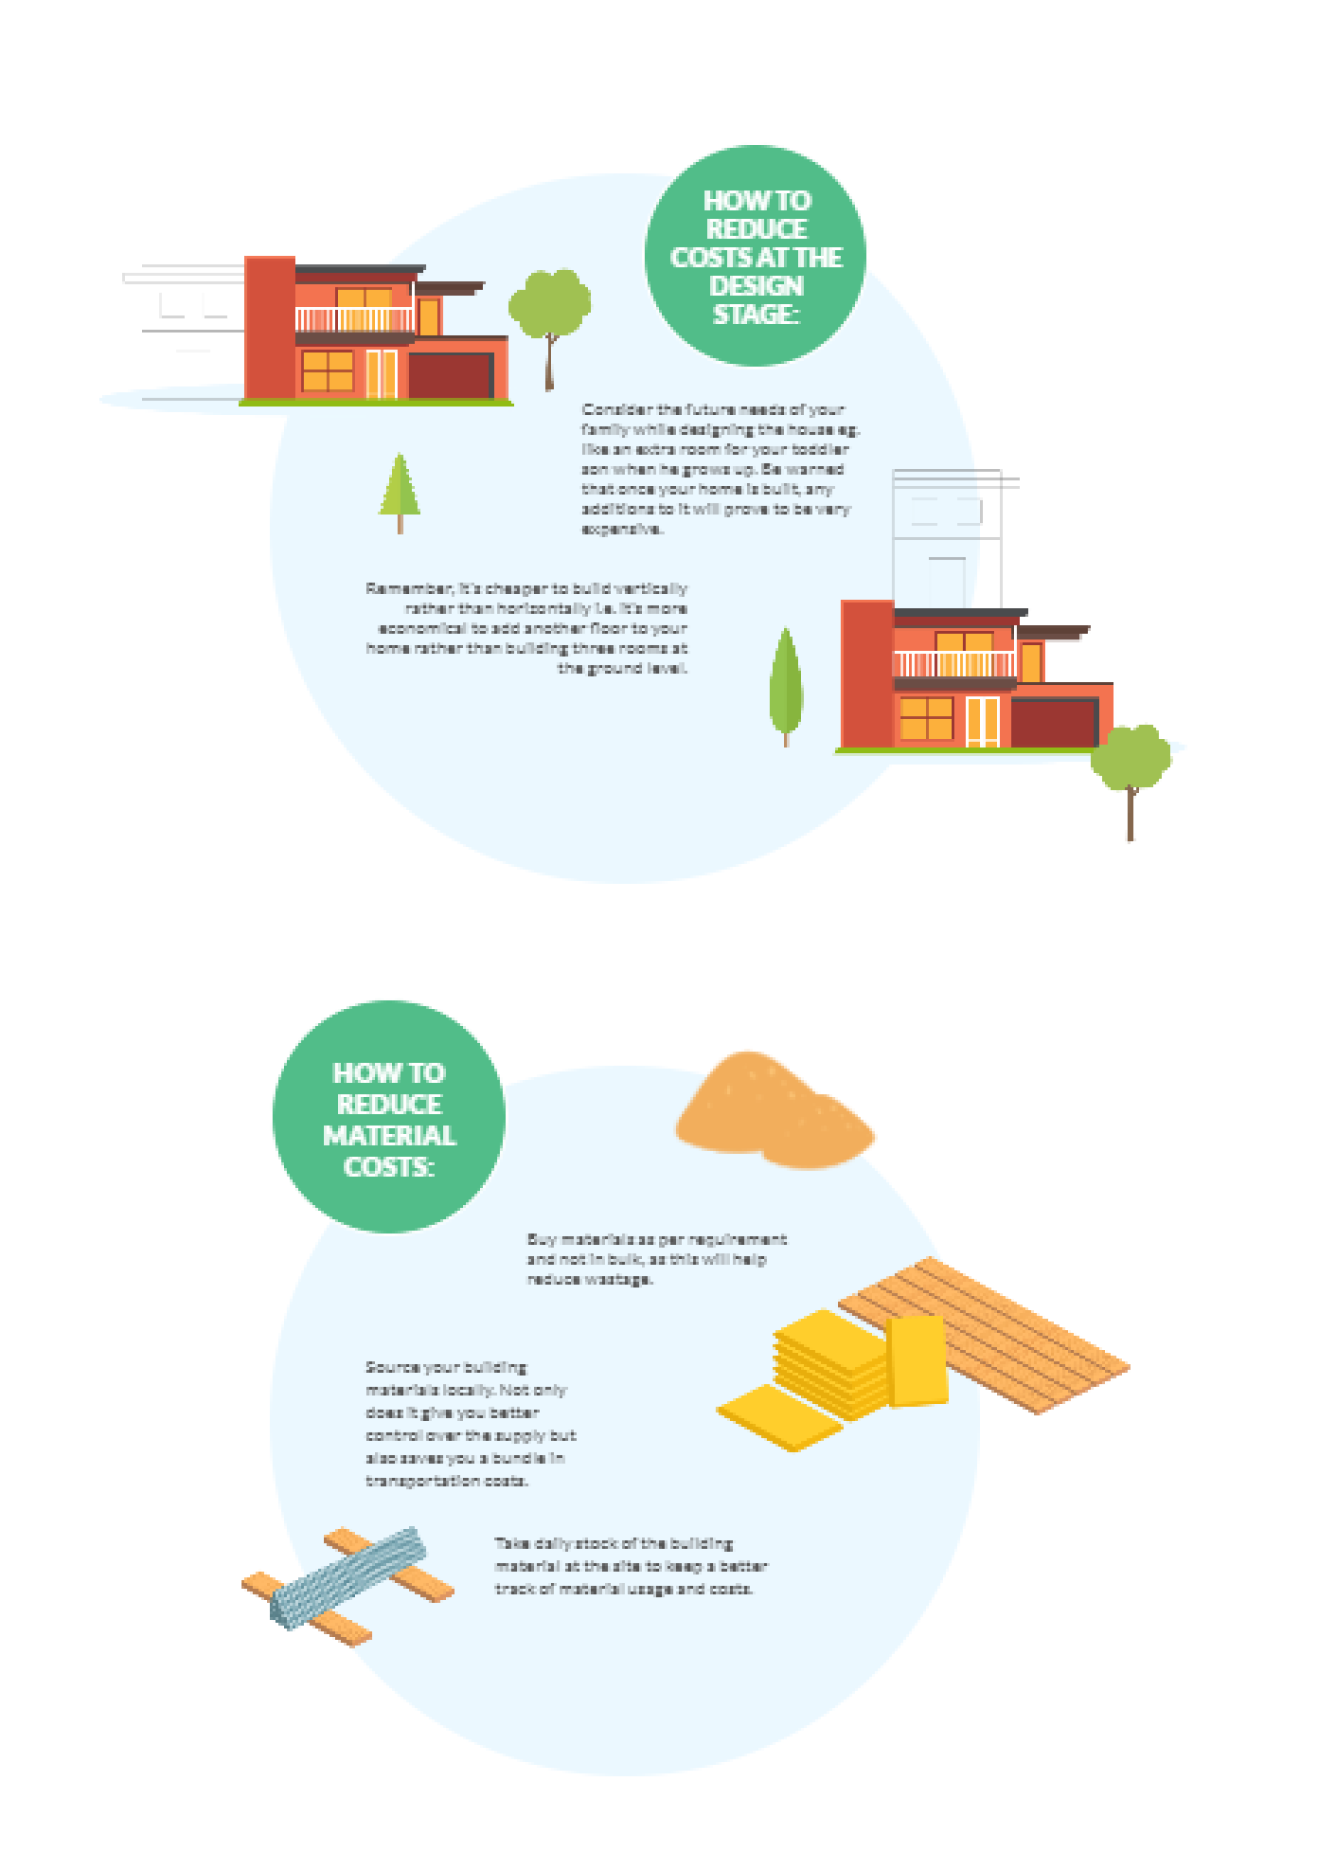 HOW TO
REDUCE
COSTS AT THE
DESIGN
STAGE:
Consider the future needs of your
family while designing the house eg.
like an extra room for your toddler
son when he grows up. Be warned
that once your home is built, any
additions to it will prove to be very
expensive.
Remember, it's cheaper to build vertically
rather than horizontally i.e. it's more
economical to add another floor to your
home rather than building three rooms at
the ground level.
HOW TO
REDUCE
MATERIAL
COSTS:
Buy materials as per requirement
and not in bulk, as this will help
reduce wastage.
Source your building
materials locally. Not only
does it give you better
control over the supply but
also saves you a bundle in
transportation costs.
Take daily stock of the building
material at the site to keep a better
track of material usage and costs.